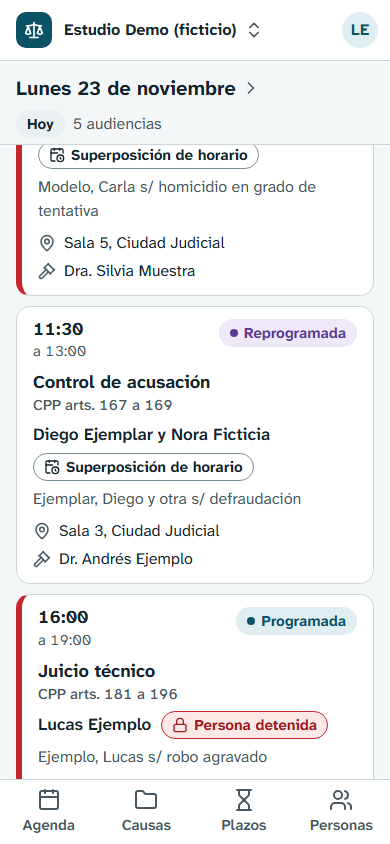 Estudio Demo (ficticio)
LE
Lunes 23 de noviembre
Hoy
5 audiencias
Superposición de horario
Modelo, Carla s/ homicidio en grado de
tentativa
Sala 5, Ciudad Judicial
Dra. Silvia Muestra
11:30
Reprogramada
a 13:00
Control de acusación
CPP arts. 167 a 169
Diego Ejemplar y Nora Ficticia
Superposición de horario
Ejemplar, Diego y otra s/ defraudación
Sala 3, Ciudad Judicial
Dr. Andrés Ejemplo
16:00
Programada
a 19:00
Juicio técnico
CPP arts. 181 a 196
Lucas Ejemplo
Persona detenida
Ejemplo, Lucas s/ robo agravado
Agenda
Causas
Plazos
Personas